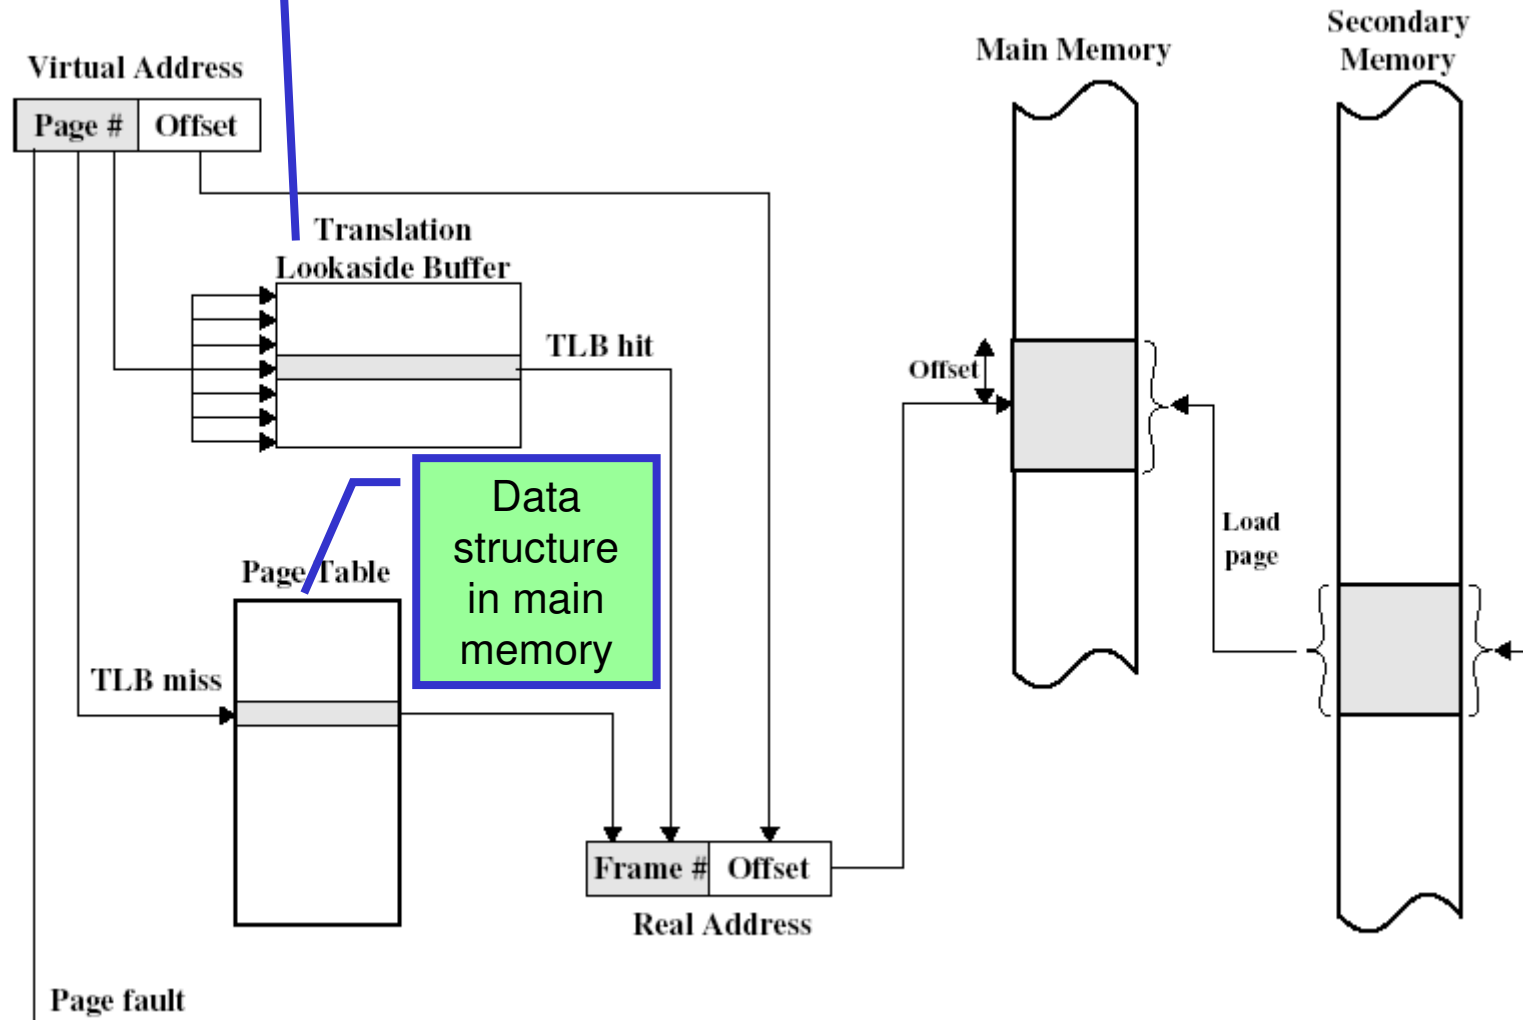 Secondary
Memory
Main Memory
Virtual Address
Page #
Offset
Translation
Lookaside Buffer
TLB hit
Offset
Data
structure
in main
memory
Load
page
Page Table
TLB miss
Frame #
Offset
Real Address
Page fault